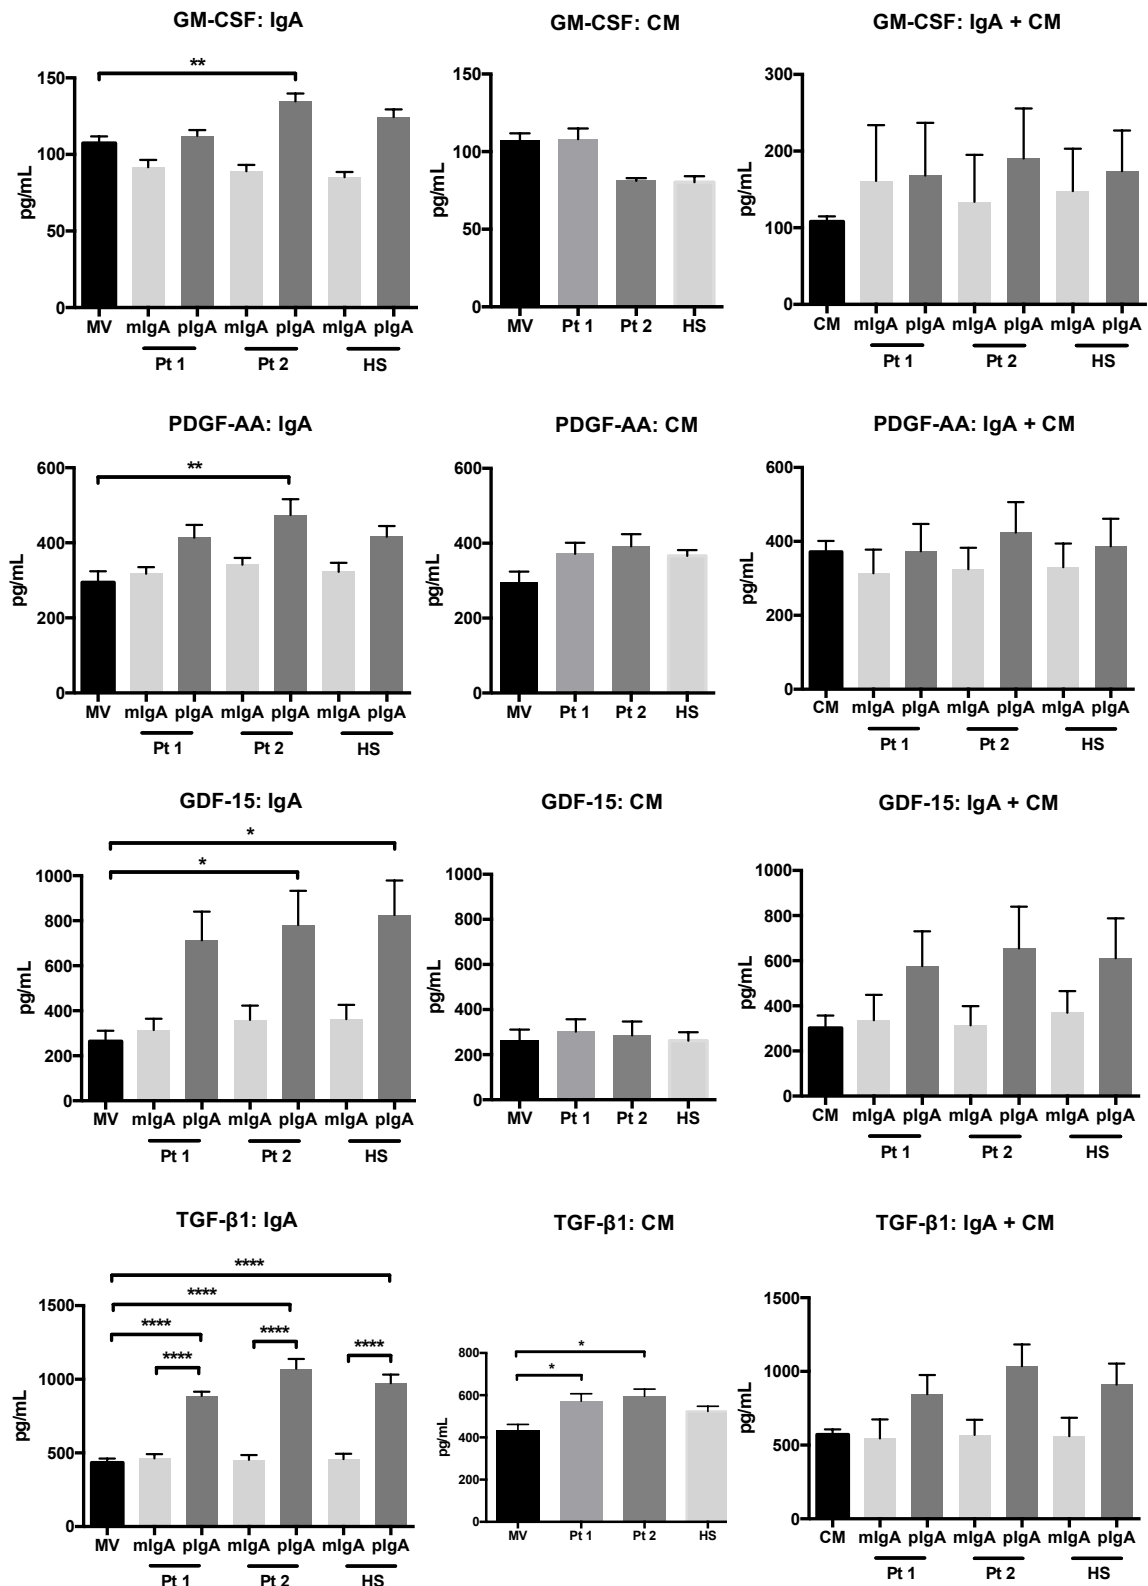 GM-CSF: IgA
**
150
100
50
0
pg/mL
MV mIgA pIgA mIgA pIgA mIgA pIgA
Pt 1 Pt 2 HS
GM-CSF: CM
150
100
50
0
pg/mL
MV Pt 1 Pt 2 HS
GM-CSF: IgA + CM
300
200
100
0
pg/mL
CM mIgA pIgA mIgA pIgA mIgA pIgA
Pt 1 Pt 2 HS
PDGF-AA: IgA
**
600
400
200
0
pg/mL
MV mIgA pIgA mIgA pIgA mIgA pIgA
Pt 1 Pt 2 HS
PDGF-AA: CM
600
400
200
0
pg/mL
MV Pt 1 Pt 2 HS
PDGF-AA: IgA + CM
600
400
200
0
pg/mL
CM mIgA pIgA mIgA pIgA mIgA pIgA
Pt 1 Pt 2 HS
GDF-15: IgA
*
*
1000
800
600
400
200
0
pg/mL
MV mIgA pIgA mIgA pIgA mIgA pIgA
Pt 1 Pt 2 HS
GDF-15: CM
1000
800
600
400
200
0
pg/mL
MV Pt 1 Pt 2 HS
GDF-15: IgA + CM
1000
800
600
400
200
0
pg/mL
CM mIgA pIgA mIgA pIgA mIgA pIgA
Pt 1 Pt 2 HS
TGF-β1: IgA
****
****
**** **** ****
****
1500
1000
500
0
pg/mL
MV mIgA pIgA mIgA pIgA mIgA pIgA
Pt 1 Pt 2 HS
TGF-β1: CM
*
*
800
600
400
200
0
pg/mL
MV Pt 1 Pt 2 HS
TGF-β1: IgA + CM
1500
1000
500
0
pg/mL
CM mIgA pIgA mIgA pIgA mIgA pIgA
Pt 1 Pt 2 HS